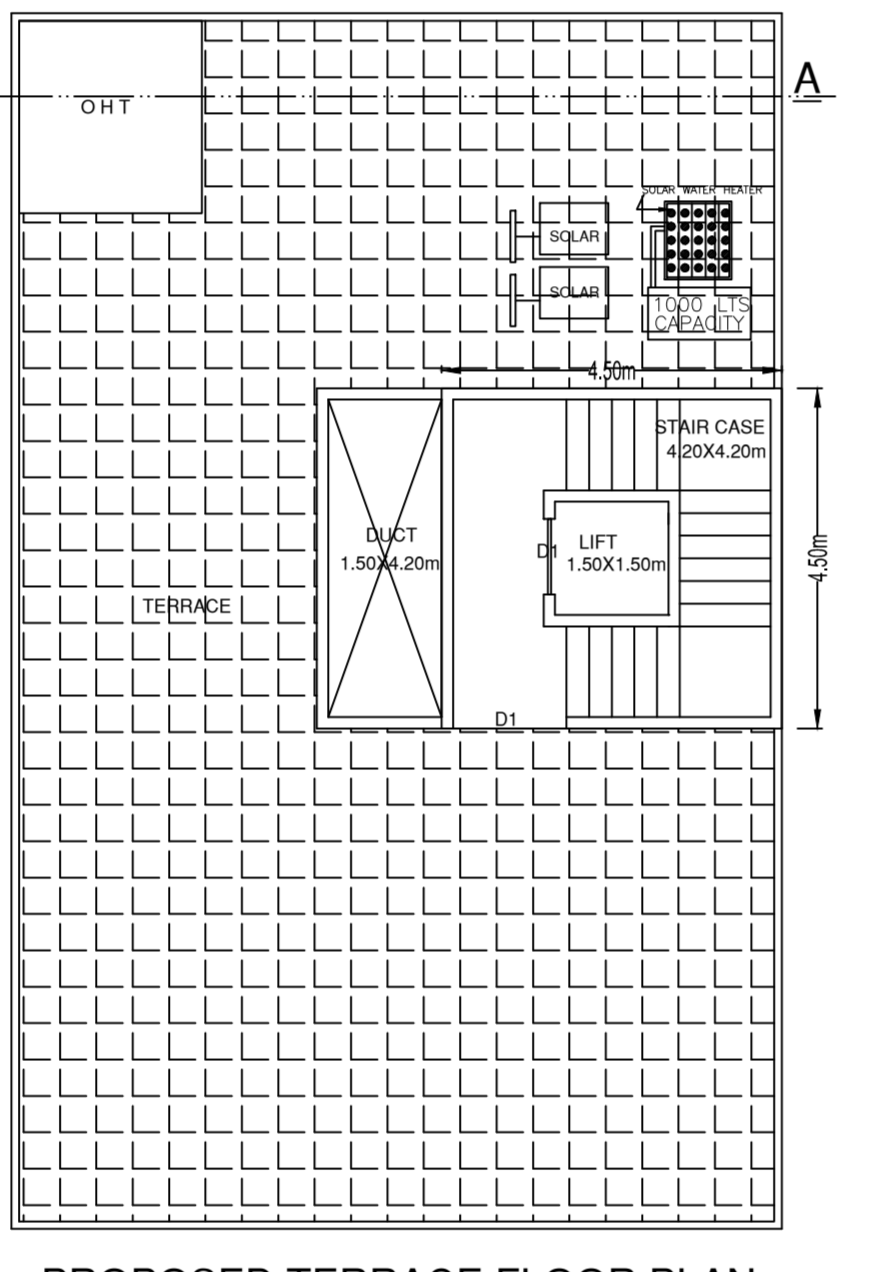 A
O H T
SOLAR WATER HEATER
SOLAR
SOLAR
1000 LTS
CAPACITY
4.50m
STAIR CASE
4.20X4.20m
DUCT
1.50X4.20m
D1
LIFT
1.50X1.50m
4.50m
TERRACE
D1
PROPOSED TERRACE FLOOR PLAN